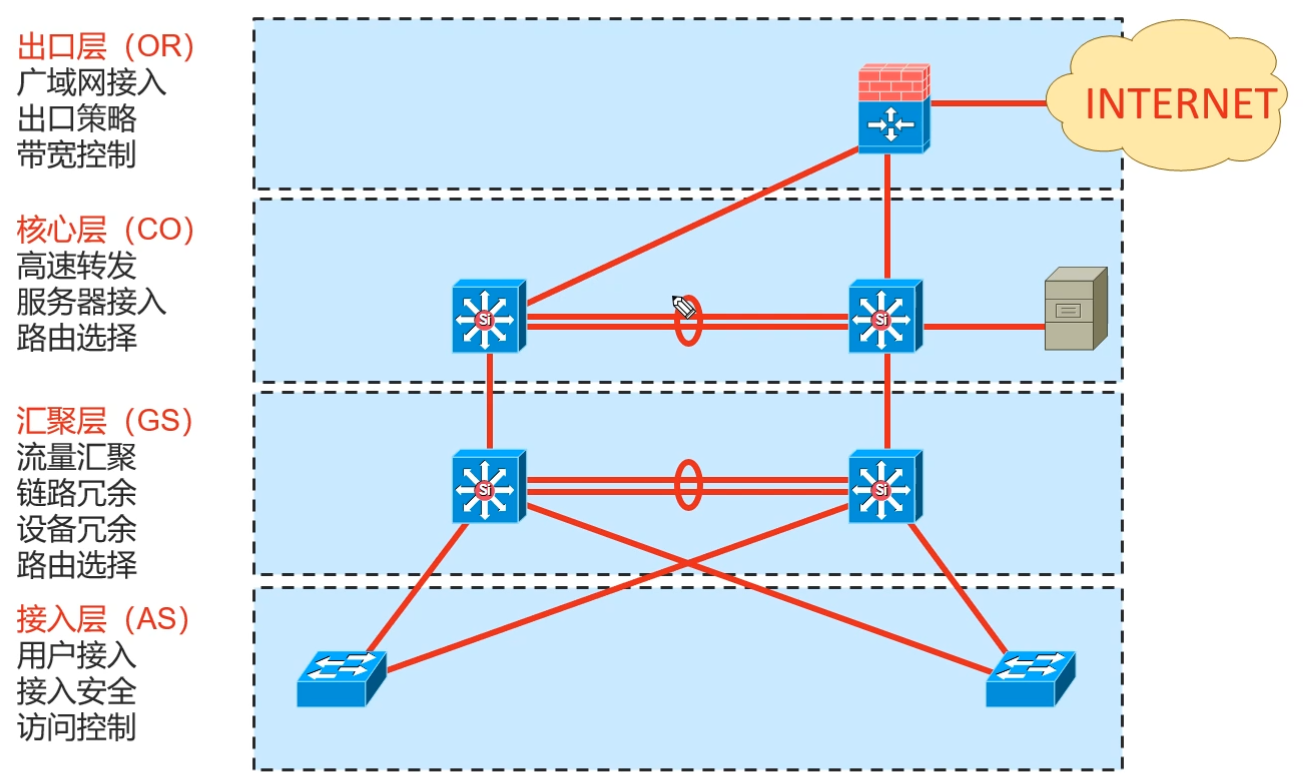 出口层（OR）
广域网接入
出口策略
带宽控制
INTERNET
核心层（CO）
高速转发
服务器接入
路由选择
Si
Si
汇聚层（GS）
流量汇聚
链路冗余
设备冗余
路由选择
Si
Si
接入层（AS）
用户接入
接入安全
访问控制